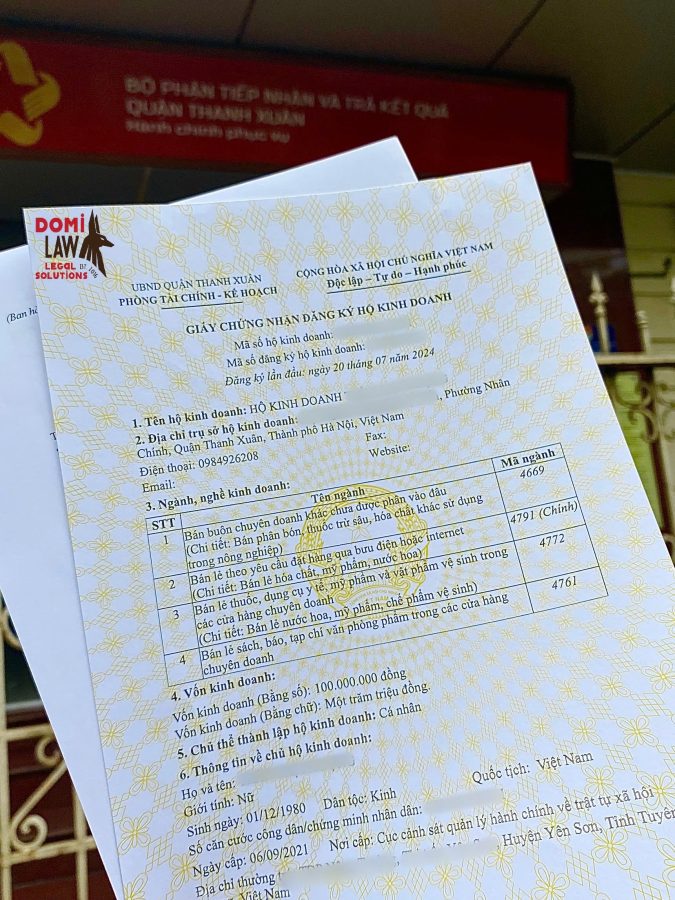 BỘ PHẬN TIẾP NHẬN VÀ TRẢ KẾT QUẢ
QUẬN THANH XUÂN
Hành chính phục vụ
DOMI
LAW
LEGAL
SOLUTIONS
BY 106
(Ban h
UBND QUẬN THANH XUÂN
PHÒNG TÀI CHÍNH - KẾ HOẠCH
CỘNG HÒA XÃ HỘI CHỦ NGHĨA VIỆT NAM
Độc lập – Tự do – Hạnh phúc
GIẤY CHỨNG NHẬN ĐĂNG KÝ HỘ KINH DOANH
Mã số hộ kinh doanh:
Mã số đăng ký hộ kinh doanh:
Đăng ký lần đầu: ngày 20 tháng 07 năm 2024
1. Tên hộ kinh doanh: HỘ KINH DOANH
2. Địa chỉ trụ sở hộ kinh doanh: , Phường Nhân
Chính, Quận Thanh Xuân, Thành phố Hà Nội, Việt Nam
Điện thoại: 0984926208 Fax:
Email: Website:
3. Ngành, nghề kinh doanh:
STT Tên ngành Mã ngành
1 Bán buôn chuyên doanh khác chưa được phân vào đâu 4669
(Chi tiết: Bán phân bón, thuốc trừ sâu, hóa chất khác sử dụng
trong nông nghiệp)
2 Bán lẻ theo yêu cầu đặt hàng qua bưu điện hoặc internet 4791 (Chính)
(Chi tiết: Bán lẻ hóa chất, mỹ phẩm, nước hoa)
3 Bán lẻ thuốc, dụng cụ y tế, mỹ phẩm và vật phẩm vệ sinh trong 4772
các cửa hàng chuyên doanh
(Chi tiết: Bán lẻ nước hoa, mỹ phẩm, chế phẩm vệ sinh)
4 Bán lẻ sách, báo, tạp chí văn phòng phẩm trong các cửa hàng 4761
chuyên doanh
4. Vốn kinh doanh:
Vốn kinh doanh (Bằng số): 100.000.000 đồng
Vốn kinh doanh (Bằng chữ): Một trăm triệu đồng.
5. Chủ thể thành lập hộ kinh doanh: Cá nhân
6. Thông tin về chủ hộ kinh doanh:
Họ và tên:
Giới tính: Nữ Quốc tịch: Việt Nam
Sinh ngày: 01/12/1980 Dân tộc: Kinh
Số căn cước công dân/chứng minh nhân dân:
Ngày cấp: 06/09/2021 Nơi cấp: Cục cảnh sát quản lý hành chính về trật tự xã hội
Địa chỉ thường Huyện Yên Sơn, Tỉnh Tuyên
Việt Nam